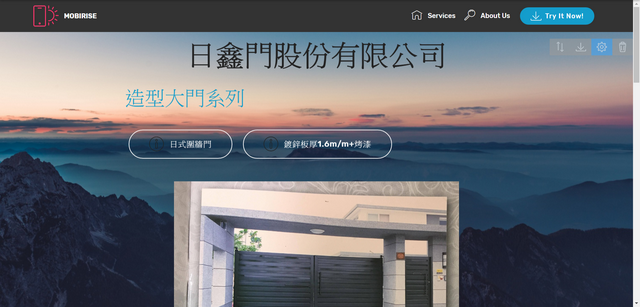 MOBIRISE
Services
About Us
Try It Now!
日鑫門股份有限公司
造型大門系列
日式圍牆門
鍍鋅板厚1.6m/m+烤漆